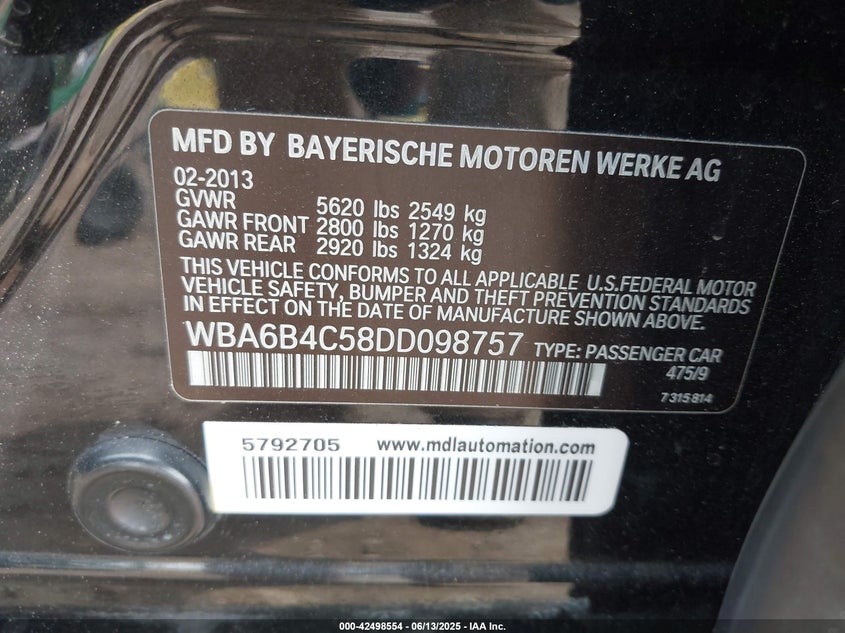 MFD BY BAYERISCHE MOTOREN WERKE AG
02-2013
GVWR 5620 lbs 2549 kg
GAWR FRONT 2800 lbs 1270 kg
GAWR REAR 2920 lbs 1324 kg
THIS VEHICLE CONFORMS TO ALL APPLICABLE U.S.FEDERAL MOTOR
VEHICLE SAFETY, BUMPER AND THEFT PREVENTION STANDARDS
IN EFFECT ON THE DATE OF MANUFACTURE SHOWN ABOVE
WBA6B4C58DD098757 TYPE: PASSENGER CAR
475/9
7 315 814
5792705 www.mdlautomation.com
000-42498554 - 06/13/2025 - IAA Inc.